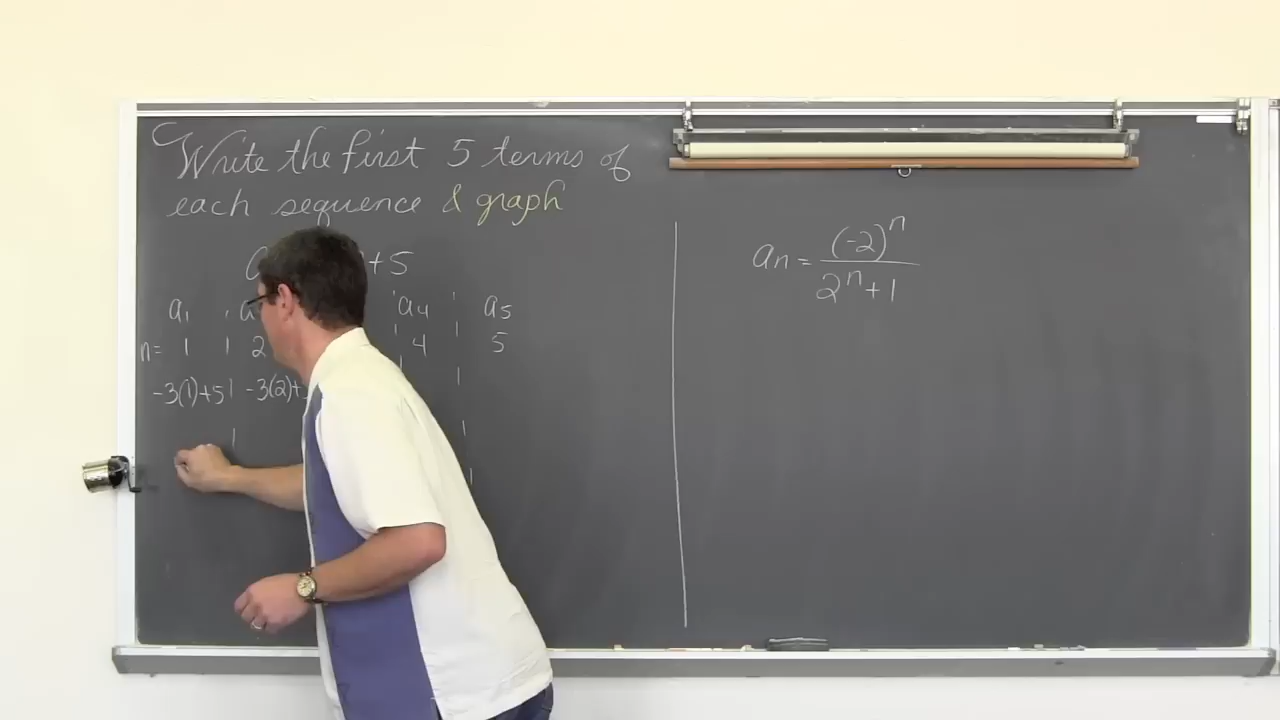 Write the first 5 terms of
each sequence & graph
+5
a₁ a₄ a₅
n= 1 2 4 5
-3(1)+5 -3(2)+
aₙ = (-2)ⁿ / 2ⁿ+1